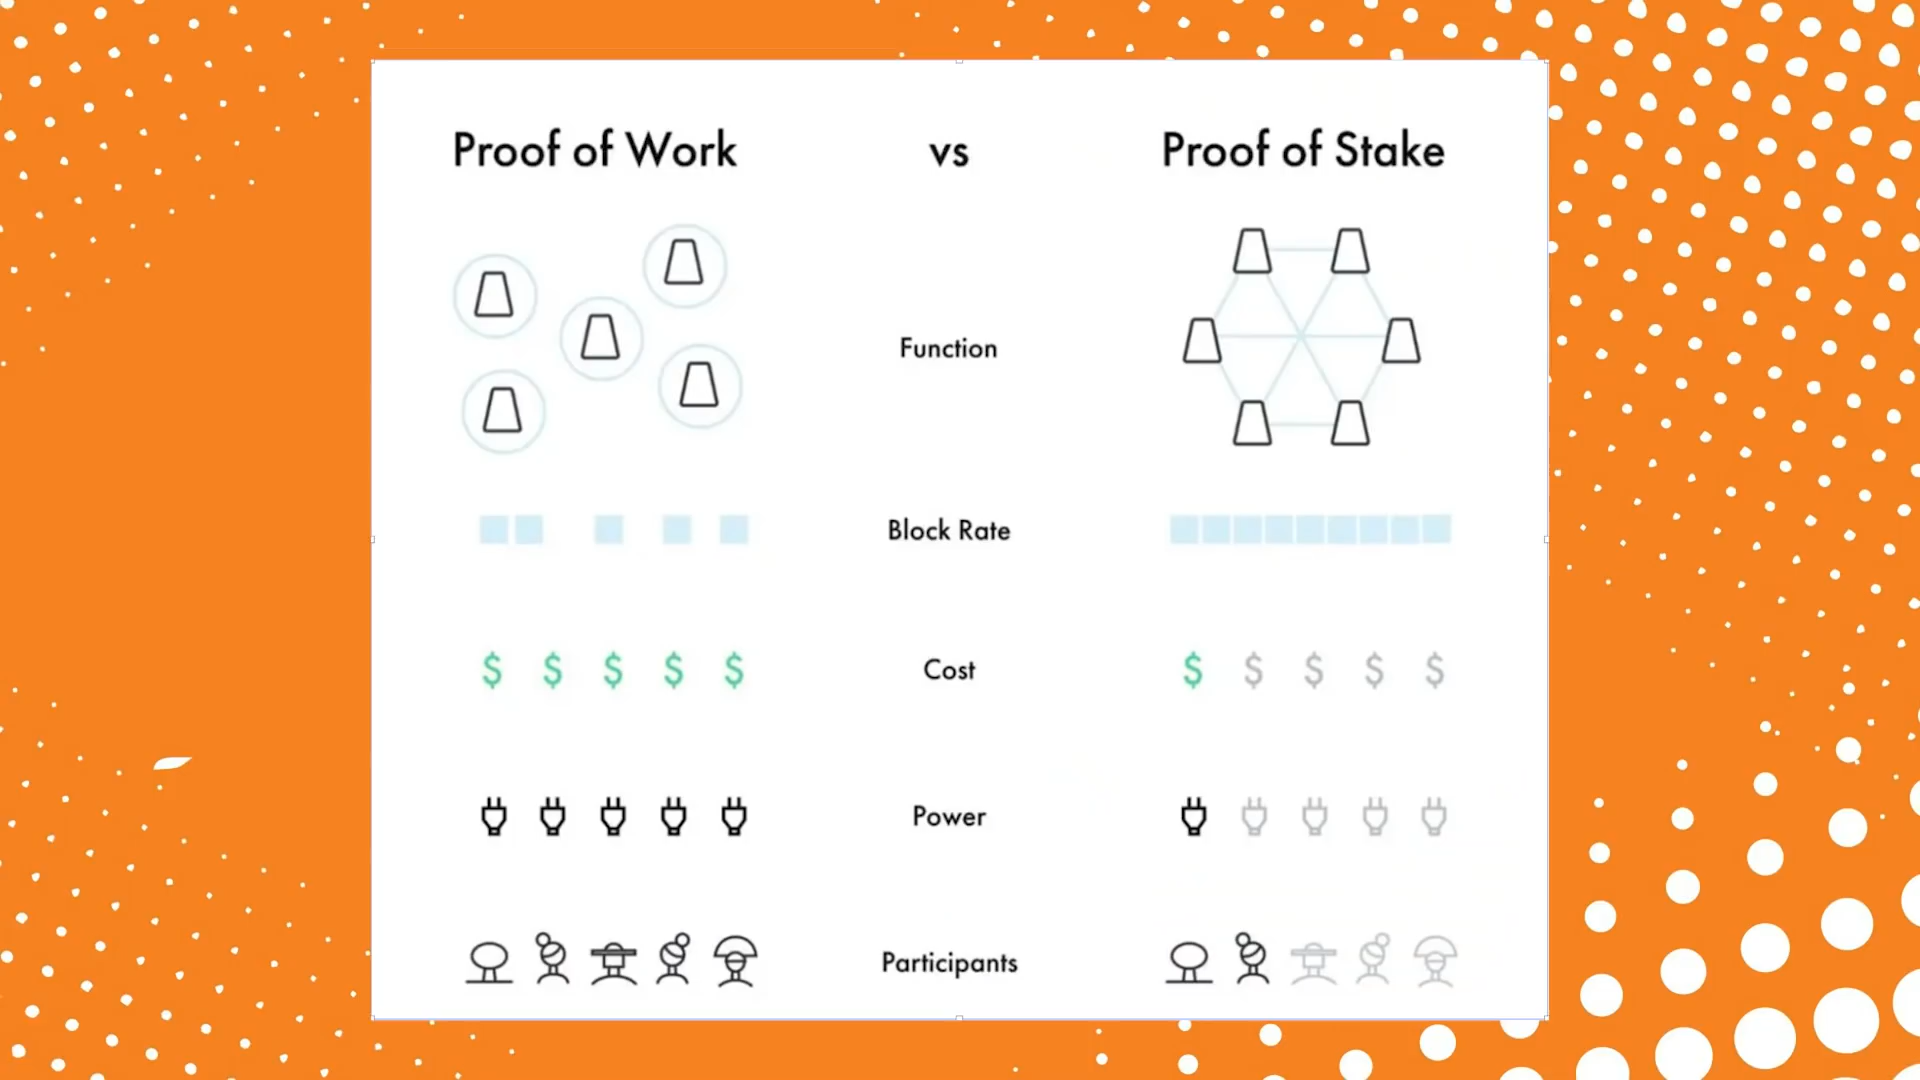 Proof of Work vs Proof of Stake
Function
Block Rate
$ $ $ $ $ Cost $ $ $ $ $
Power
Participants